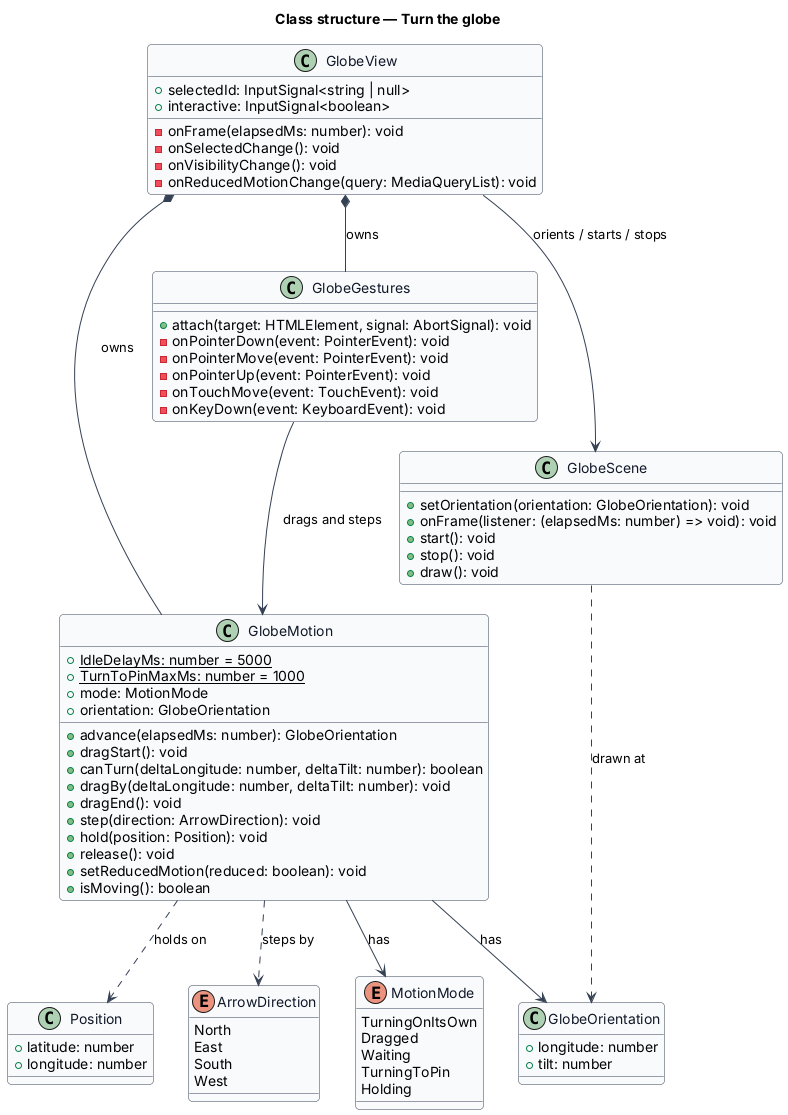 Class structure — Turn the globe
C GlobeView
selectedId: InputSignal<string | null>
interactive: InputSignal<boolean>
onFrame(elapsedMs: number): void
onSelectedChange(): void
onVisibilityChange(): void
onReducedMotionChange(query: MediaQueryList): void
owns
orients / starts / stops
C GlobeGestures
attach(target: HTMLElement, signal: AbortSignal): void
onPointerDown(event: PointerEvent): void
onPointerMove(event: PointerEvent): void
onPointerUp(event: PointerEvent): void
onTouchMove(event: TouchEvent): void
onKeyDown(event: KeyboardEvent): void
owns
C GlobeScene
setOrientation(orientation: GlobeOrientation): void
onFrame(listener: (elapsedMs: number) => void): void
start(): void
stop(): void
draw(): void
drags and steps
C GlobeMotion
IdleDelayMs: number = 5000
TurnToPinMaxMs: number = 1000
mode: MotionMode
orientation: GlobeOrientation
advance(elapsedMs: number): GlobeOrientation
dragStart(): void
canTurn(deltaLongitude: number, deltaTilt: number): boolean
dragBy(deltaLongitude: number, deltaTilt: number): void
dragEnd(): void
step(direction: ArrowDirection): void
hold(position: Position): void
release(): void
setReducedMotion(reduced: boolean): void
isMoving(): boolean
drawn at
holds on
steps by
has
has
C Position
latitude: number
longitude: number
E ArrowDirection
North
East
South
West
E MotionMode
TurningOnItsOwn
Dragged
Waiting
TurningToPin
Holding
C GlobeOrientation
longitude: number
tilt: number